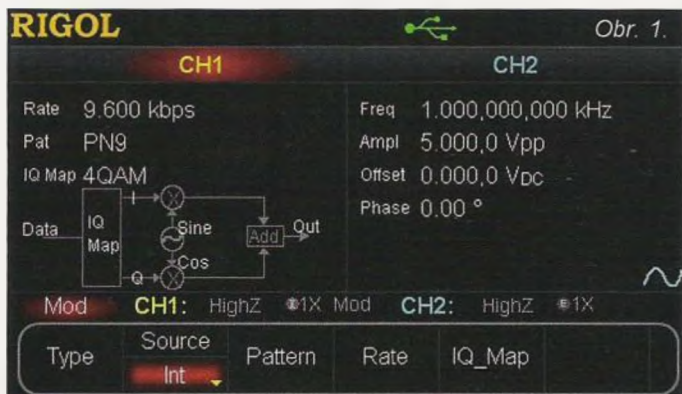 RIGOL
Obr. 1.
CH1
CH2
Rate 9.600 kbps
Pat PN9
IQ Map 4QAM
Data
IQ
Map
I
Q
Sine
Cos
Add
Out
Freq 1.000,000,000 kHz
Ampl 5.000,0 Vpp
Offset 0.000,0 VDC
Phase 0.00 °
Mod CH1: HighZ 1X Mod CH2: HighZ 1X
Type
Source
Int
Pattern
Rate
IQ_Map